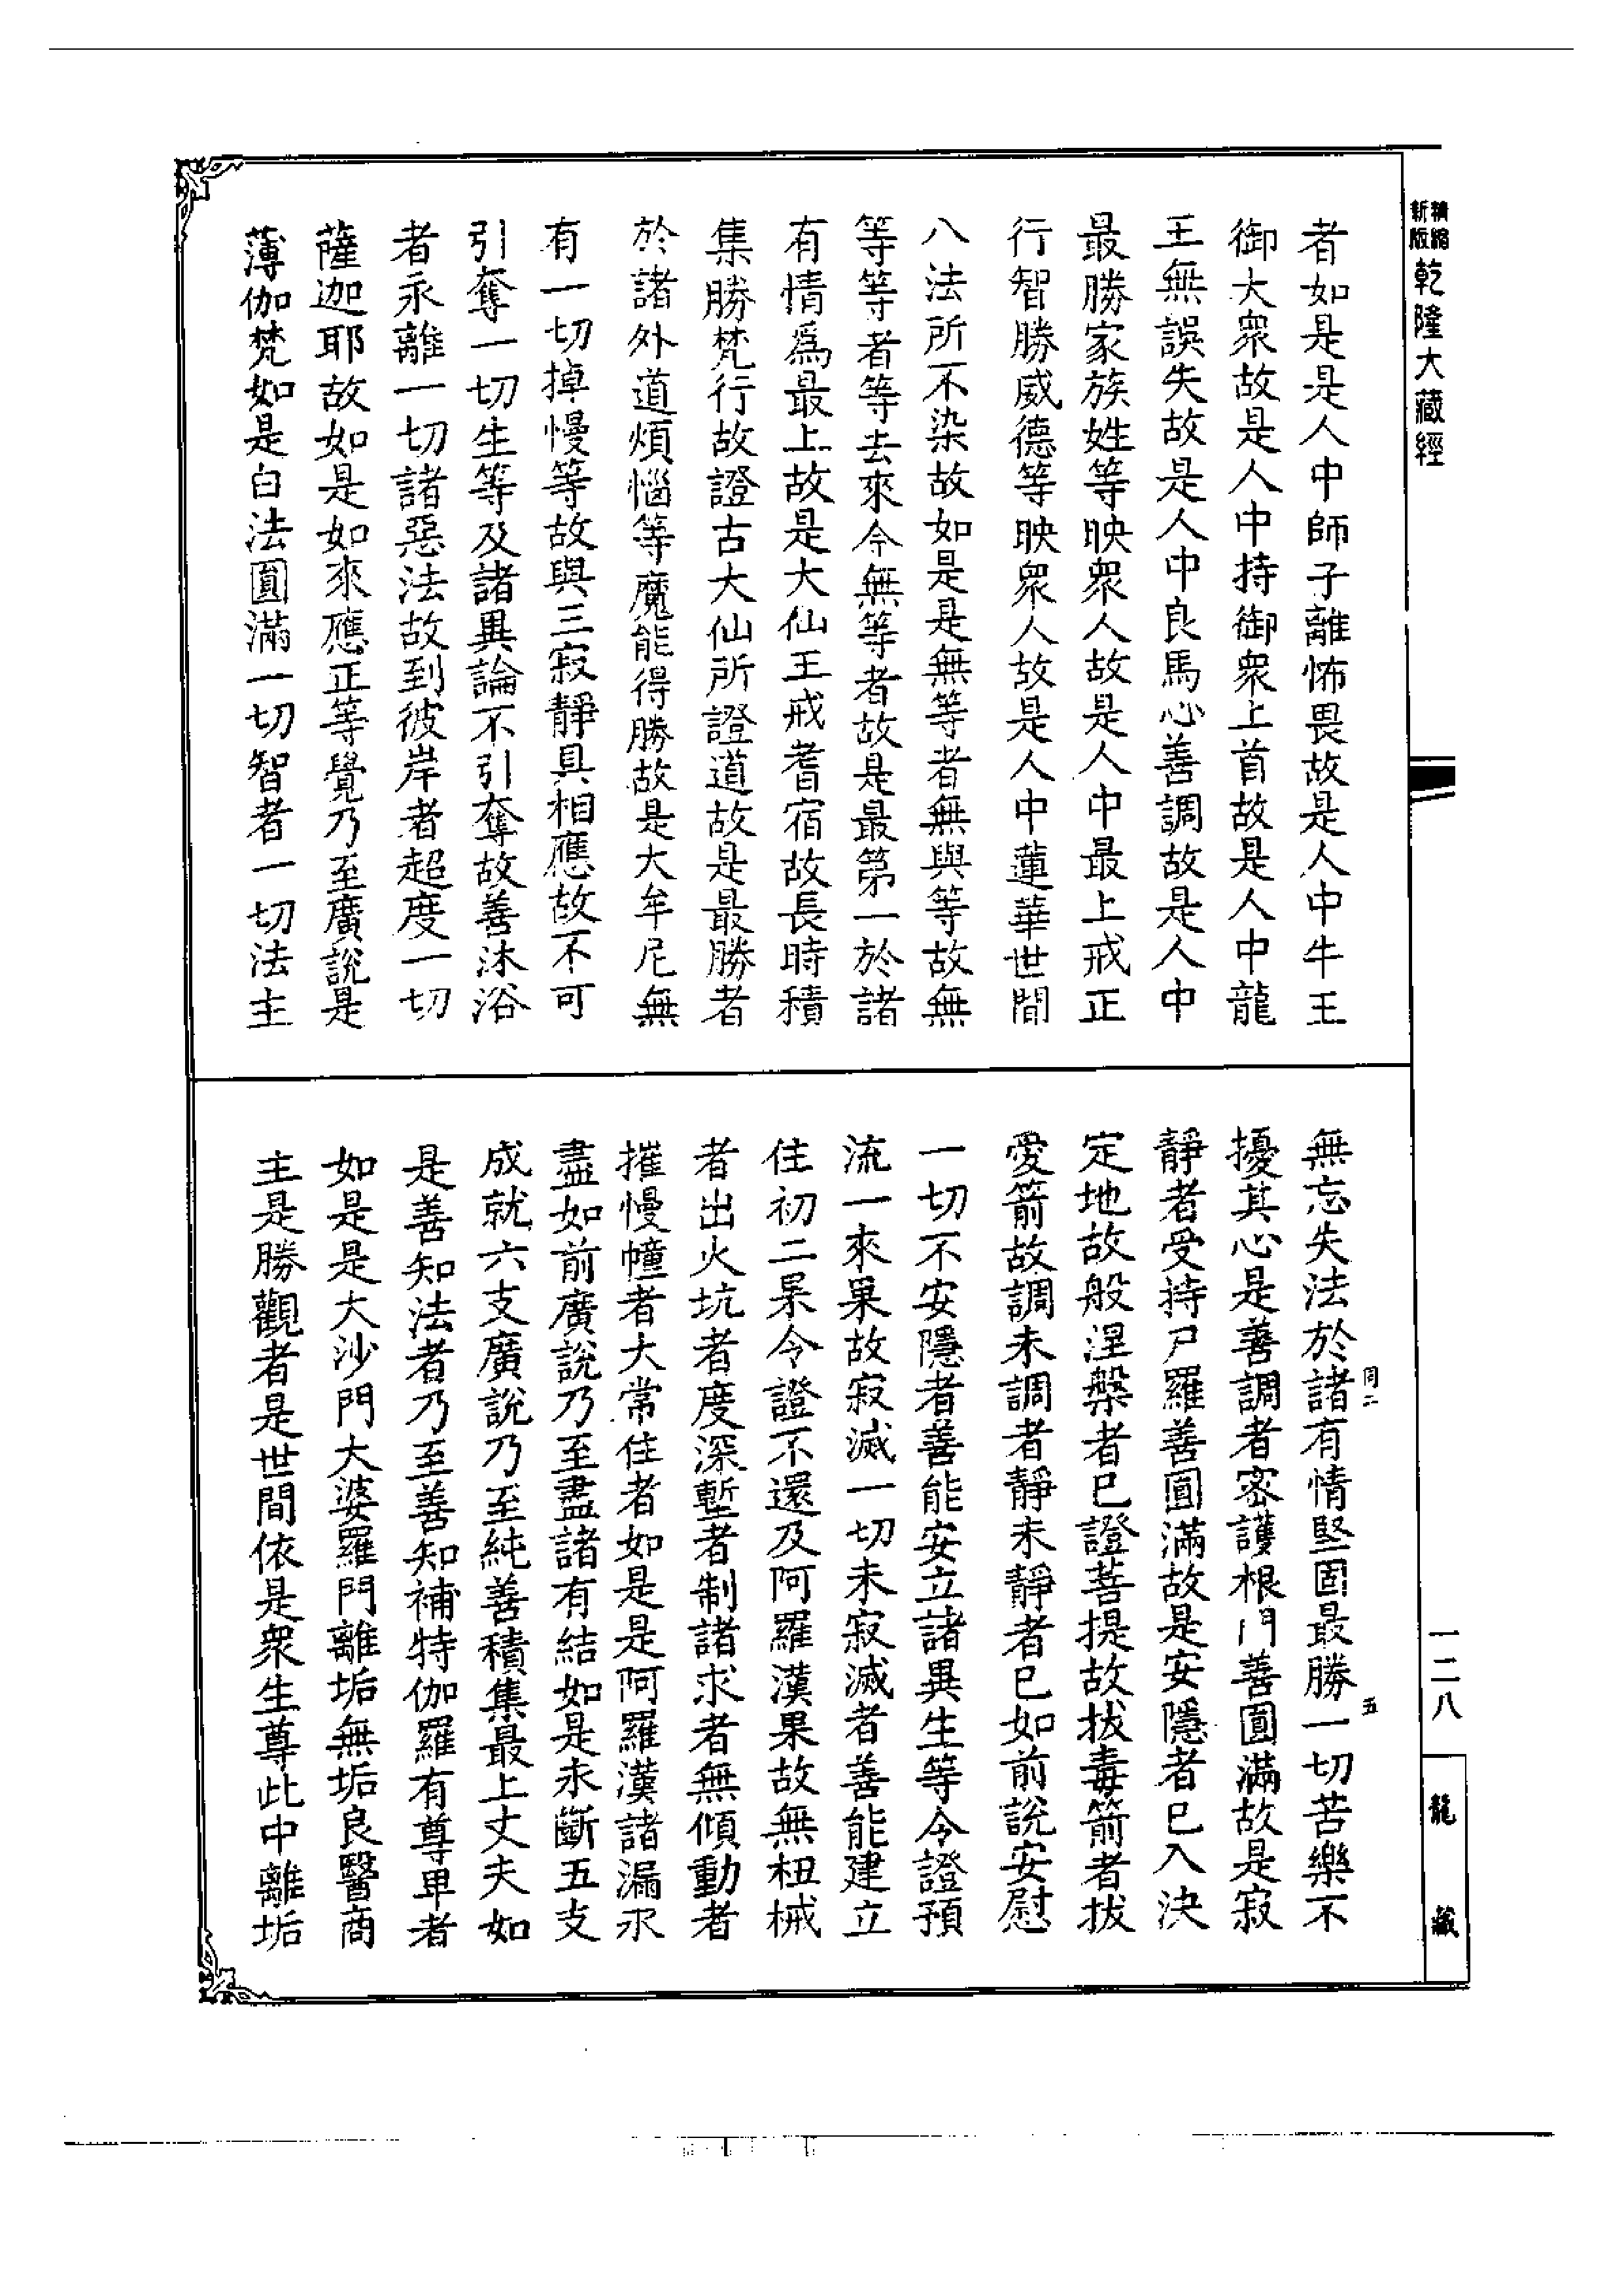 精縮新版乾隆大藏經
者如是是人中師子離怖畏故是人中牛王
御大衆故是人中持御衆上首故是人中龍
王無誤失故是人中良馬心善調故是人中
最勝家族姓等映衆人故是人中最上戒正
行智勝威德等映衆人故是人中蓮華世間
八法所不染故如是是無等者無與等故無
等等者等去來今無等者故是最第一於諸
有情爲最上故是大仙王戒耆宿故長時積
集勝梵行故證古大仙所證道故是最勝者
於諸外道煩惱等魔能得勝故是大牟尼無
有一切掉慢等故與三寂靜具相應故不可
引奪一切生等及諸異論不引奪故善沐浴
者永離一切諸惡法故到彼岸者超度一切
薩迦耶故如是如來應正等覺乃至廣說是
薄伽梵如是白法圓滿一切智者一切法主
無忘失法於諸有情堅固最勝一切苦樂不
擾其心是善調者密護根門善圓滿故是寂
靜者受持尸羅善圓滿故是安隱者已入決
定地故般涅槃者已證菩提故拔毒箭者拔
愛箭故調未調者靜未靜者已如前說安慰
一切不安隱者善能安立諸異生等令證預
流一來果故寂滅一切未寂滅者善能建立
住初二果令證不還及阿羅漢果故無杻械
者出火坑者度深塹者制諸求者無傾動者
摧慢幢者大常住者如是是阿羅漢諸漏永
盡如前廣說乃至盡諸有結如是永斷五支
成就六支廣說乃至純善積集最上丈夫如
是善知法者乃至善知補特伽羅有尊卑者
如是是大沙門大婆羅門離垢無垢良醫商
主是勝觀者是世間依是衆生尊此中離垢
同二
五
一二八
龍藏